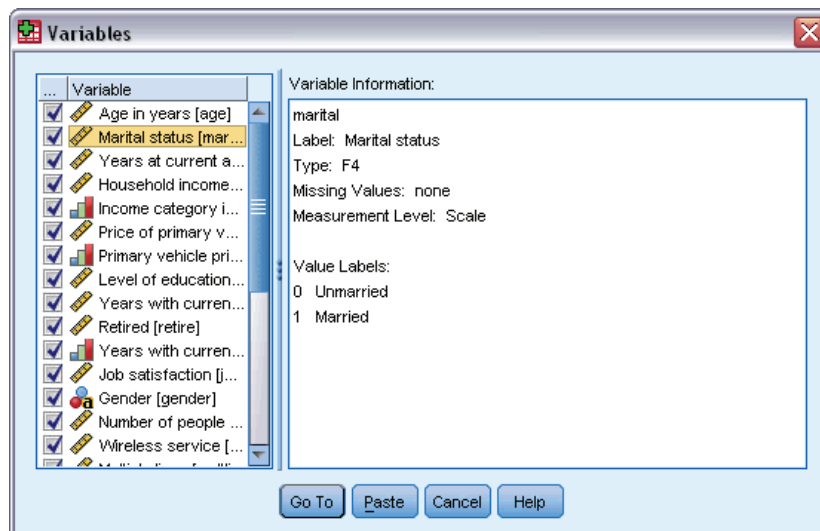 Variables
... Variable
Age in years [age]
Marital status [mar...
Years at current a...
Household income...
Income category i...
Price of primary v...
Primary vehicle pri...
Level of education...
Years with curren...
Retired [retire]
Years with curren...
Job satisfaction [j...
Gender [gender]
Number of people ...
Wireless service [...
Variable Information:
marital
Label: Marital status
Type: F4
Missing Values: none
Measurement Level: Scale
Value Labels:
0 Unmarried
1 Married
Go To Paste Cancel Help